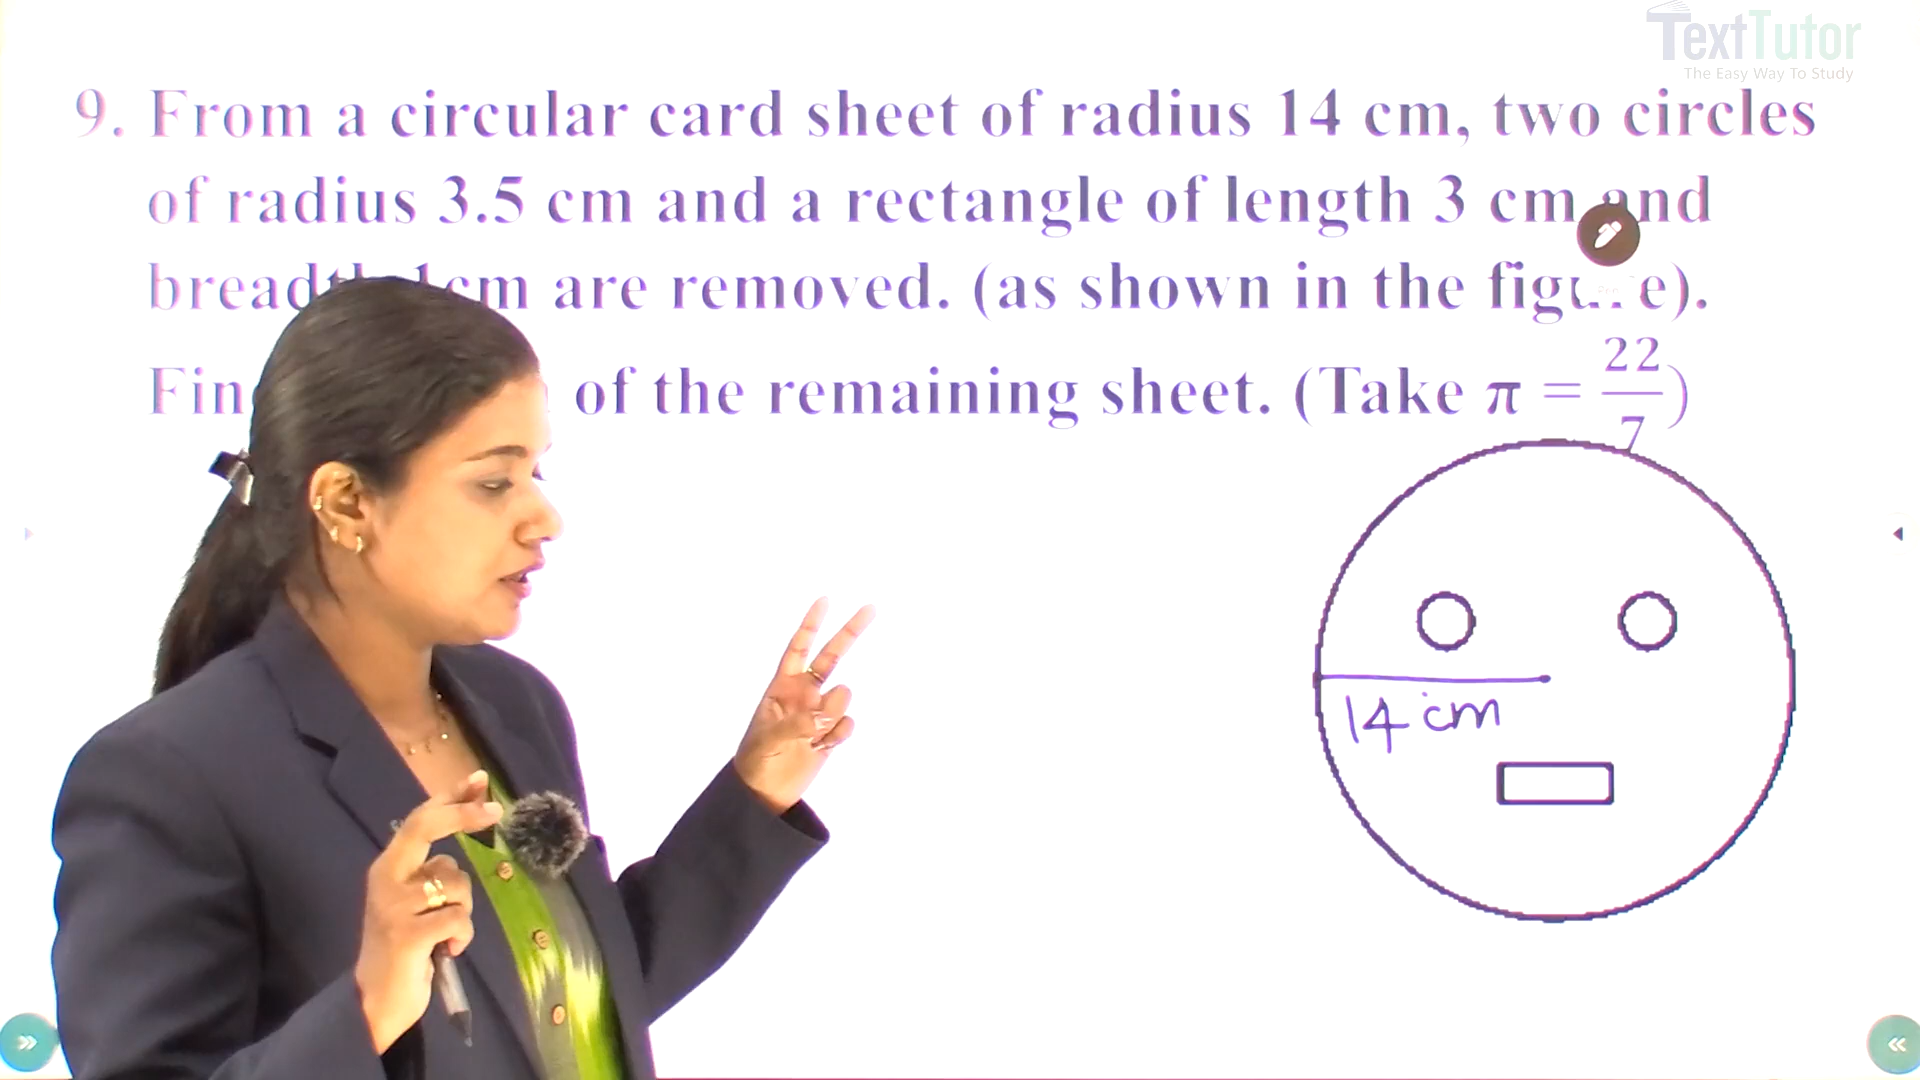 TextTutor
The Easy Way To Study
9. From a circular card sheet of radius 14 cm, two circles
of radius 3.5 cm and a rectangle of length 3 cm and
1cm are removed. (as shown in the figure).
of the remaining sheet. (Take π = 22/7)
14 cm